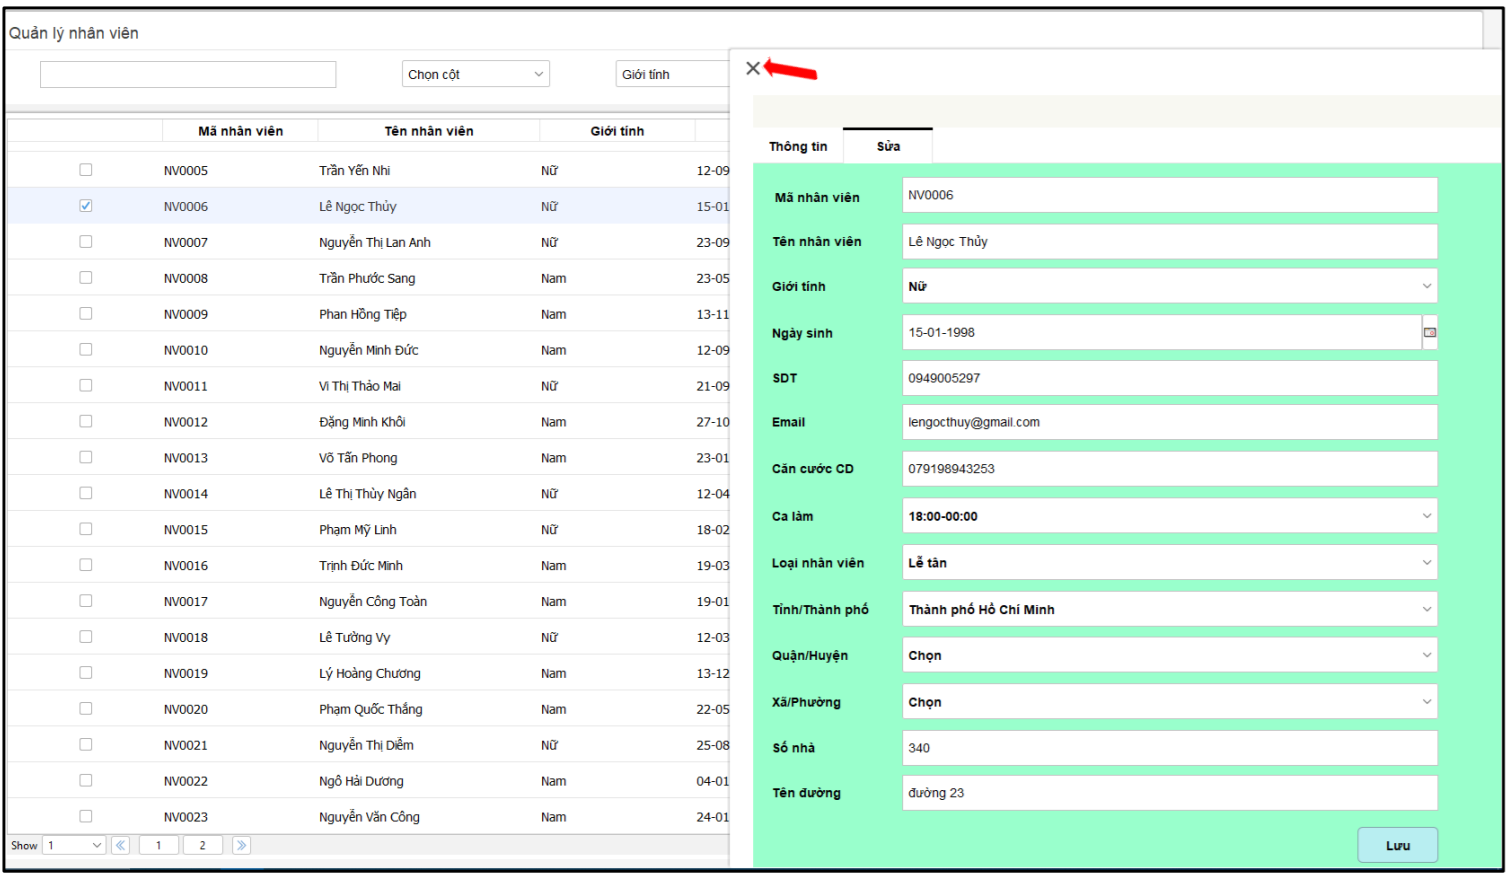 Quản lý nhân viên
Chọn cột
Giới tính
Mã nhân viên Tên nhân viên Giới tính
NV0005 Trần Yến Nhi Nữ 12-09
NV0006 Lê Ngọc Thủy Nữ 15-01
NV0007 Nguyễn Thị Lan Anh Nữ 23-09
NV0008 Trần Phước Sang Nam 23-05
NV0009 Phan Hồng Tiệp Nam 13-11
NV0010 Nguyễn Minh Đức Nam 12-09
NV0011 Vi Thị Thảo Mai Nữ 21-09
NV0012 Đặng Minh Khôi Nam 27-10
NV0013 Võ Tấn Phong Nam 23-01
NV0014 Lê Thị Thùy Ngân Nữ 12-04
NV0015 Phạm Mỹ Linh Nữ 18-02
NV0016 Trịnh Đức Minh Nam 19-03
NV0017 Nguyễn Công Toàn Nam 19-01
NV0018 Lê Tường Vy Nữ 12-03
NV0019 Lý Hoàng Chương Nam 13-12
NV0020 Phạm Quốc Thắng Nam 22-05
NV0021 Nguyễn Thị Diễm Nữ 25-08
NV0022 Ngô Hải Dương Nam 04-01
NV0023 Nguyễn Văn Công Nam 24-01
Show 1 1 2
Thông tin Sửa
Mã nhân viên NV0006
Tên nhân viên Lê Ngọc Thủy
Giới tính Nữ
Ngày sinh 15-01-1998
SDT 0949005297
Email lengocthuy@gmail.com
Căn cước CD 079198943253
Ca làm 18:00-00:00
Loại nhân viên Lễ tân
Tỉnh/Thành phố Thành phố Hồ Chí Minh
Quận/Huyện Chọn
Xã/Phường Chọn
Số nhà 340
Tên đường đường 23
Lưu